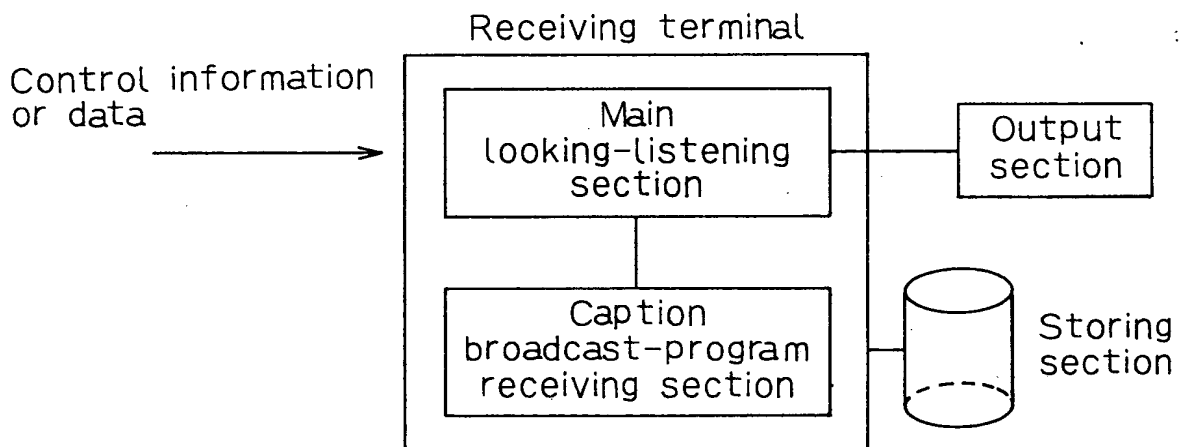 Receiving terminal
Control information
or data
Main
looking-listening
section
Output
section
Caption
broadcast-program
receiving section
Storing
section